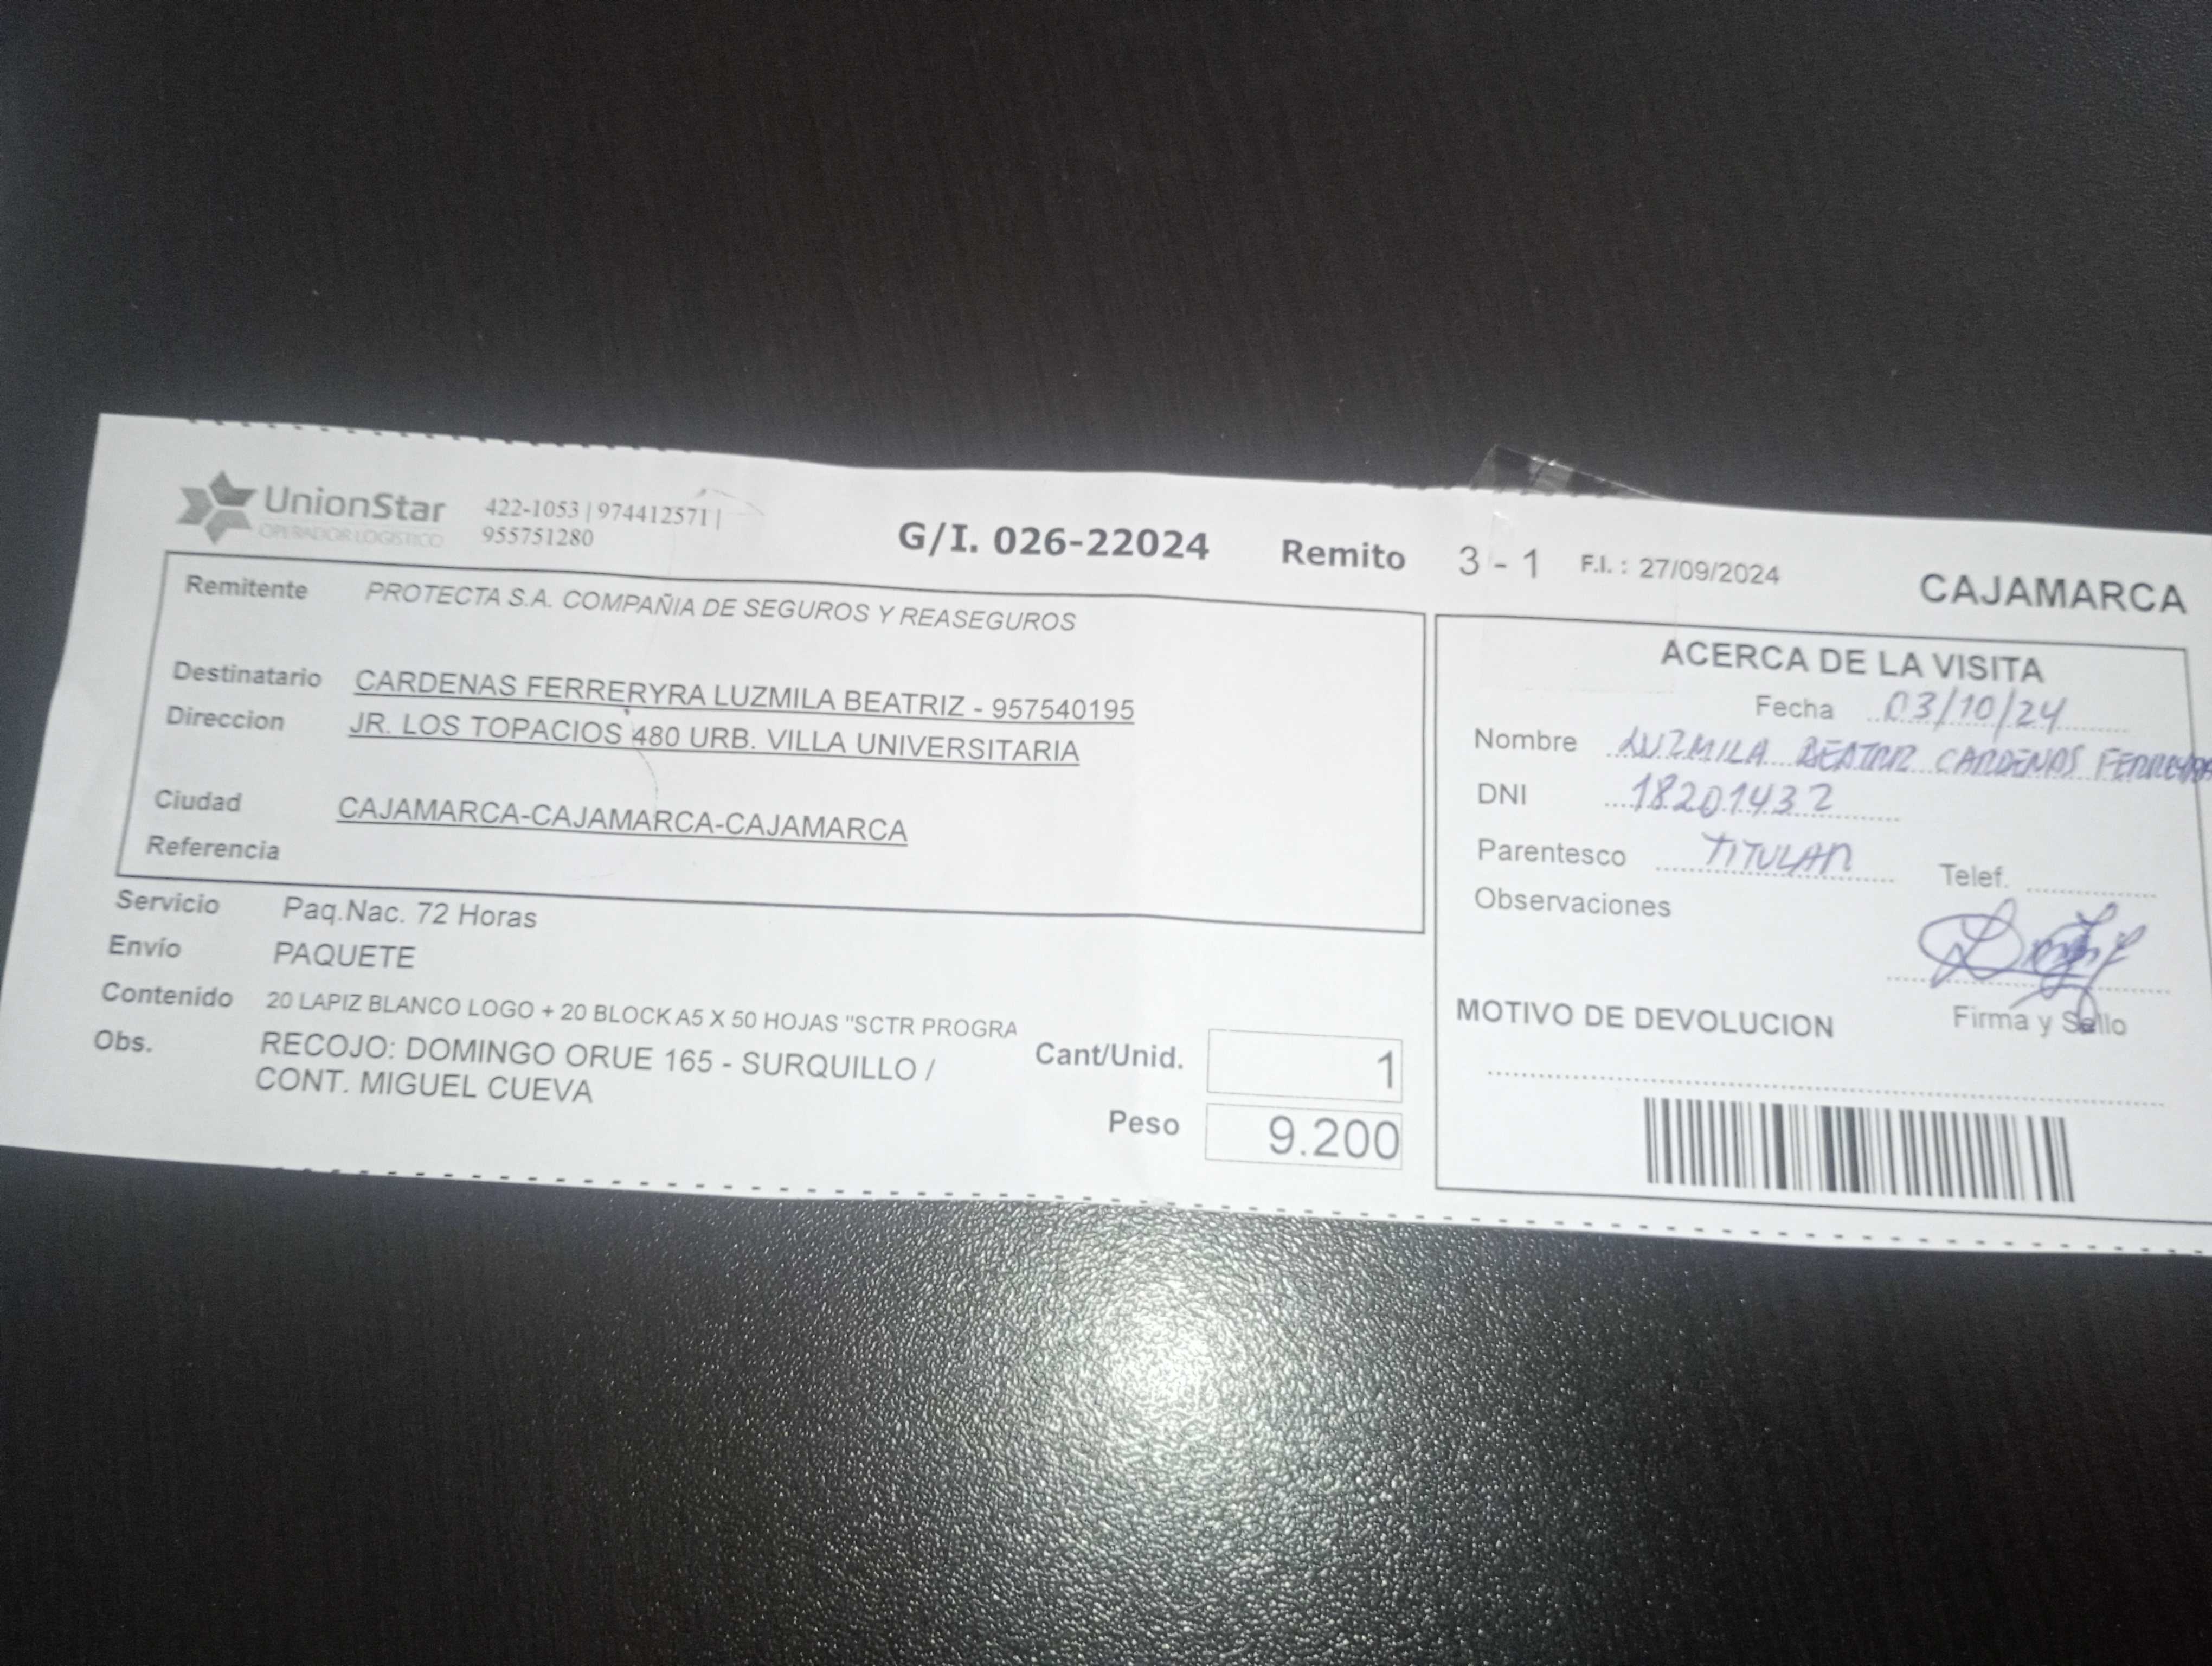 UnionStar
OPERADOR LOGISTICO
422-1053 | 974412571 |
955751280
G/I. 026-22024 Remito 3 - 1 F.I. : 27/09/2024 CAJAMARCA
Remitente PROTECTA S.A. COMPAÑIA DE SEGUROS Y REASEGUROS
Destinatario CARDENAS FERRERYRA LUZMILA BEATRIZ - 957540195
Direccion JR. LOS TOPACIOS 480 URB. VILLA UNIVERSITARIA
Ciudad CAJAMARCA-CAJAMARCA-CAJAMARCA
Referencia
Servicio Paq.Nac. 72 Horas
Envío PAQUETE
Contenido 20 LAPIZ BLANCO LOGO + 20 BLOCK A5 X 50 HOJAS "SCTR PROGRA
Obs. RECOJO: DOMINGO ORUE 165 - SURQUILLO /
CONT. MIGUEL CUEVA
Cant/Unid. 1
Peso 9.200
ACERCA DE LA VISITA
Fecha 03/10/24
Nombre LUZMILA BEATRIZ CARDENAS
DNI 18201432
Parentesco TITULAR Telef.
Observaciones
Firma y Sello
MOTIVO DE DEVOLUCION